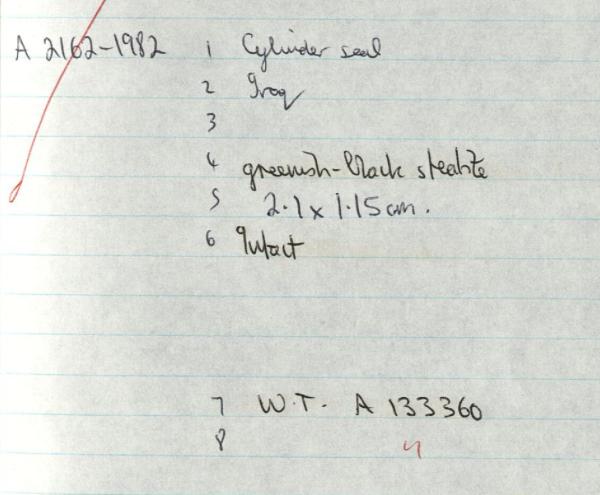 A 2162-1982 1 Cylinder seal
2 Iraq
3
4 greenish-black steatite
5 2.1 x 1.15 cm.
6 Intact
7 W.T. A 133360
8